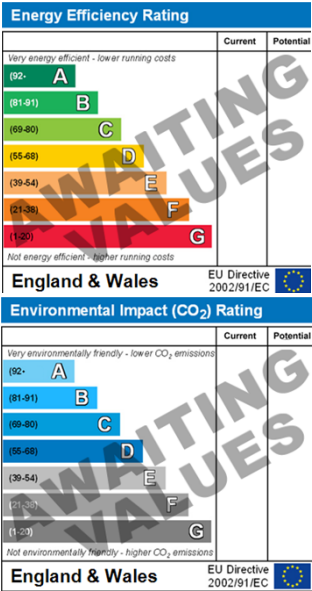 Energy Efficiency Rating
Current Potential
Very energy efficient - lower running costs
(92- A
(81-91) B
(69-80) C
(55-68) D
(39-54) E
(21-38) F
(1-20) G
Not energy efficient - higher running costs
AWAITING
VALUES
England & Wales
EU Directive
2002/91/EC
Environmental Impact (CO₂) Rating
Current Potential
Very environmentally friendly - lower CO₂ emissions
(92- A
(81-91) B
(69-80) C
(55-68) D
(39-54) E
(21-38) F
(1-20) G
Not environmentally friendly - higher CO₂ emissions
AWAITING
VALUES
England & Wales
EU Directive
2002/91/EC